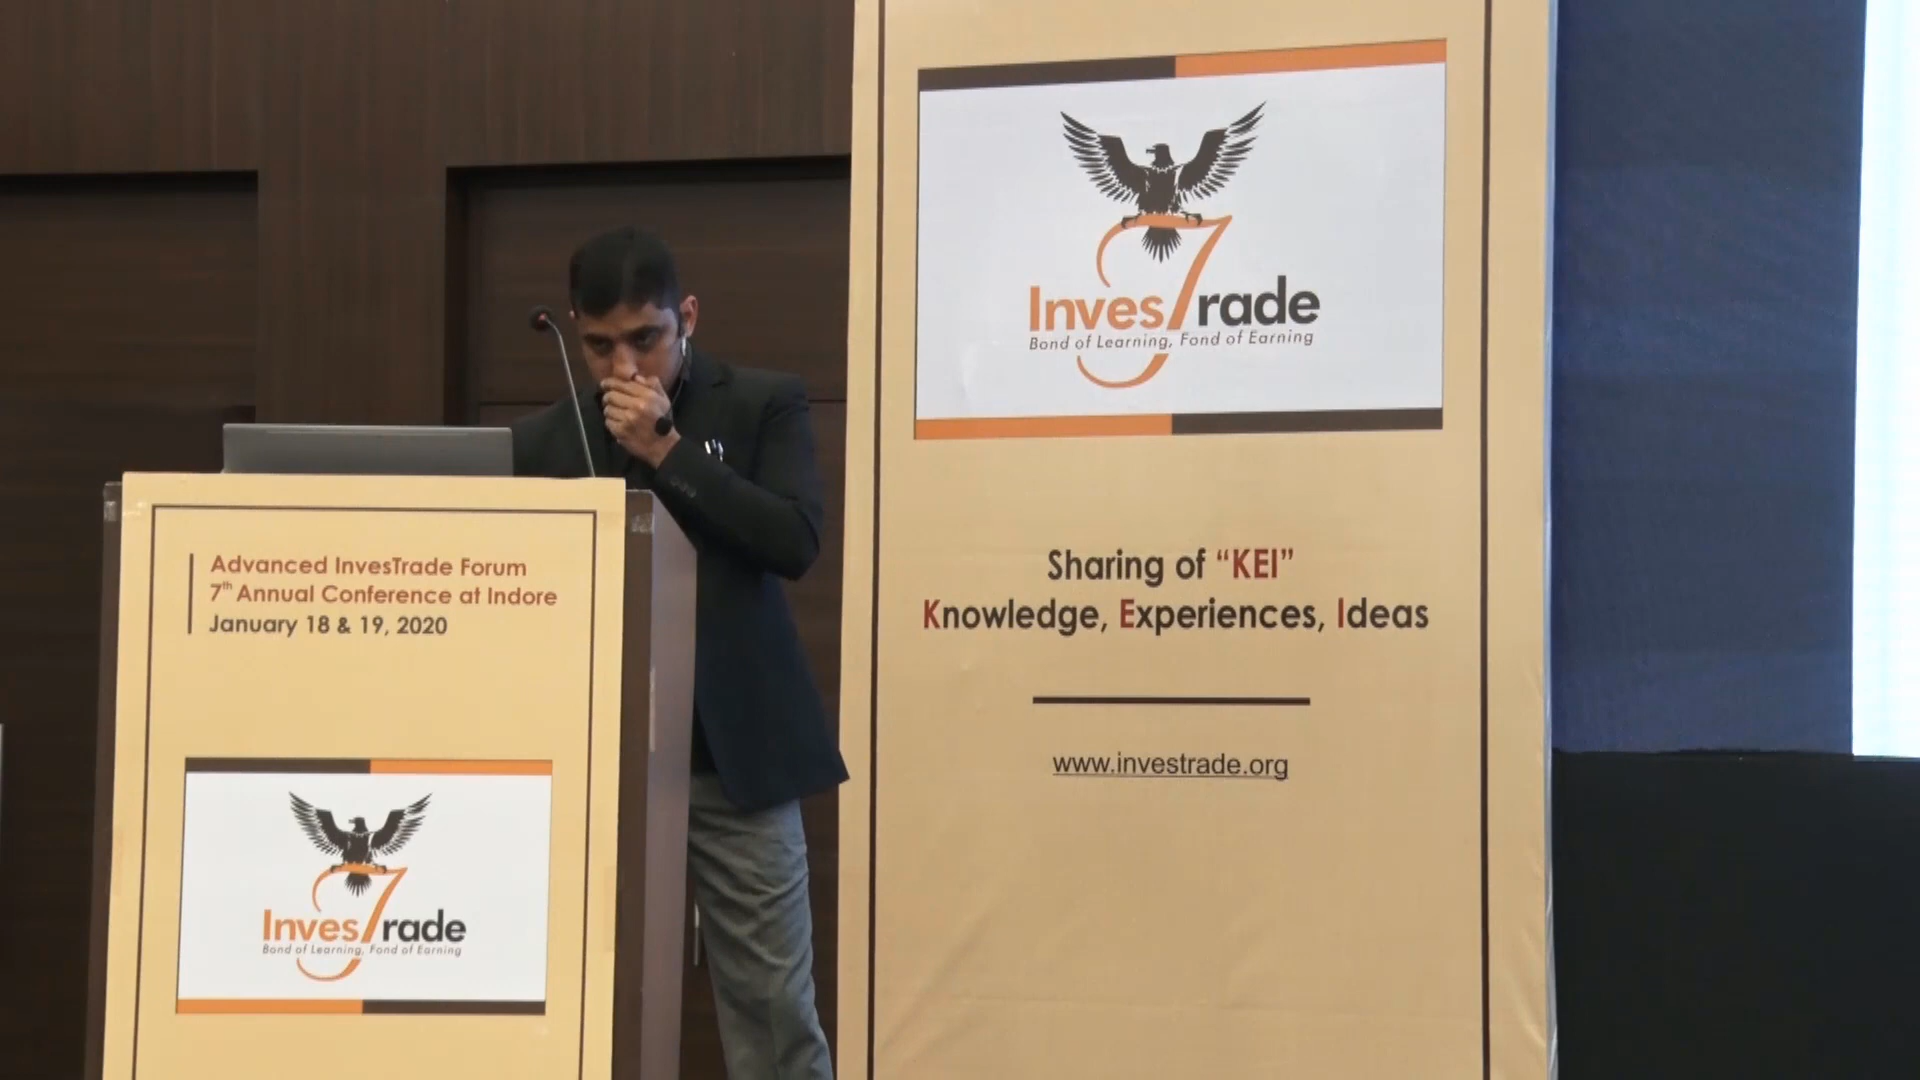 Advanced InvesTrade Forum
7th Annual Conference at Indore
January 18 & 19, 2020
InvesTrade
Bond of Learning, Fond of Earning
InvesTrade
Bond of Learning, Fond of Earning
Sharing of “KEI”
Knowledge, Experiences, Ideas
www.investrade.org